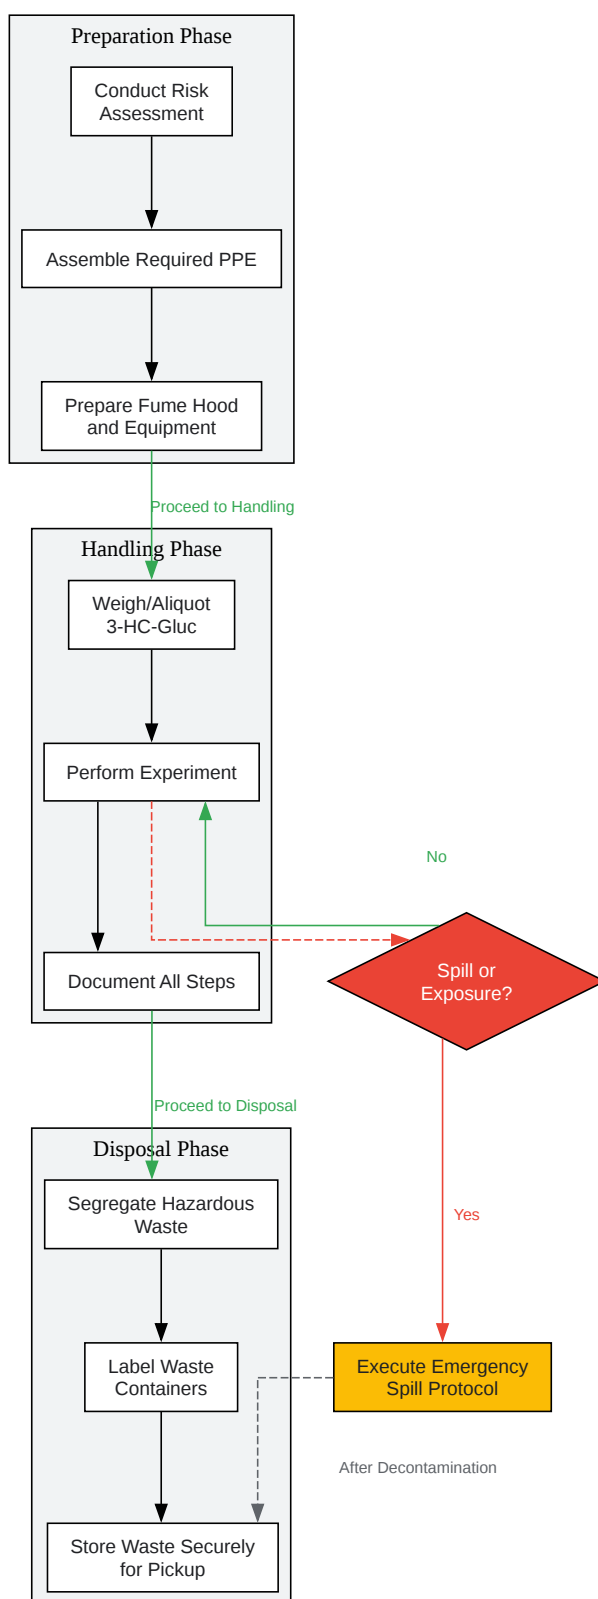 Preparation Phase
Conduct Risk
Assessment
Assemble Required PPE
Prepare Fume Hood
and Equipment
Proceed to Handling
Handling Phase
Weigh/Aliquot
3-HC-Gluc
Perform Experiment
No
Document All Steps
Spill or
Exposure?
Proceed to Disposal
Disposal Phase
Segregate Hazardous
Waste
Yes
Label Waste
Containers
Execute Emergency
Spill Protocol
After Decontamination
Store Waste Securely
for Pickup